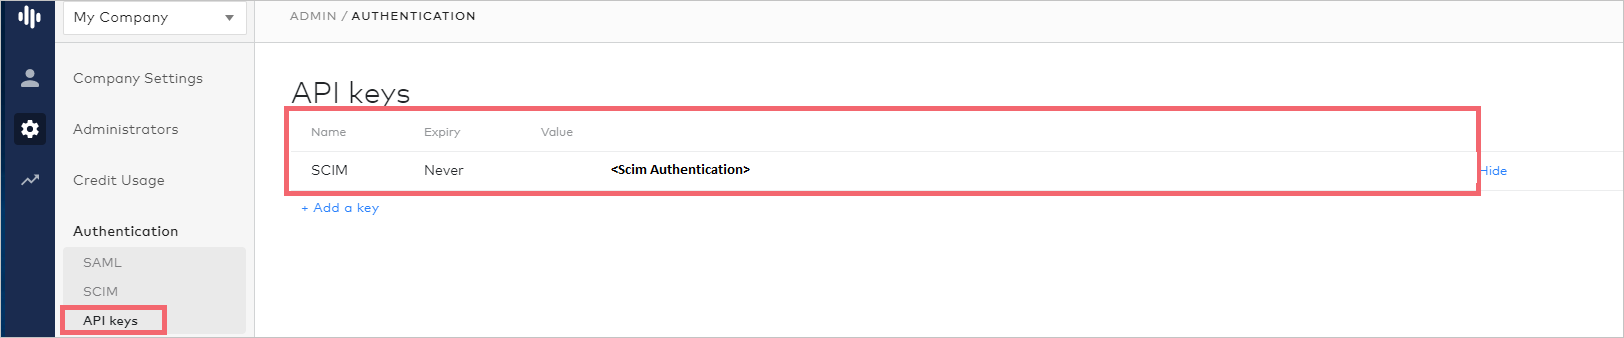 My Company
ADMIN / AUTHENTICATION
Company Settings
Administrators
Credit Usage
Authentication
SAML
SCIM
API keys
API keys
Name Expiry Value
SCIM Never <Scim Authentication> Hide
+ Add a key